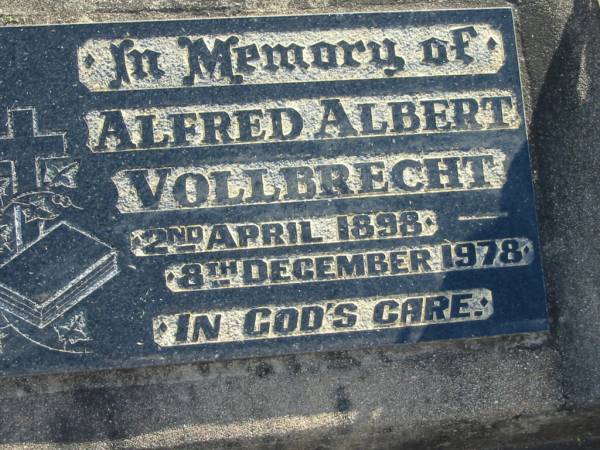 In Memory of
ALFRED ALBERT
VOLLBRECHT
2ND APRIL 1898 —
8TH DECEMBER 1978
IN GOD'S CARE.